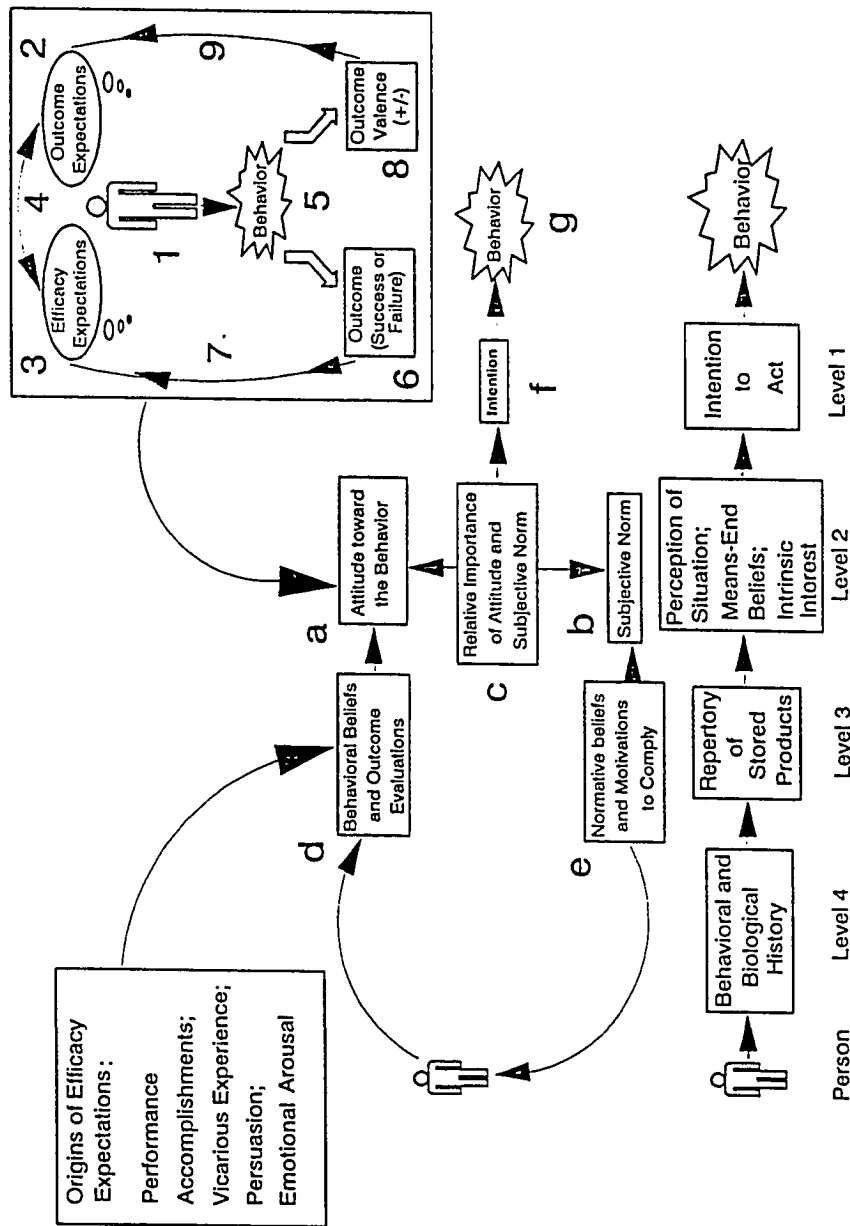 Origins of Efficacy
Expectations;
Performance
Accomplishments;
Vicarious Experience;
Persuasion;
Emotional Arousal
3
Efficacy
Expectations
4
2
Outcome
Expectations
1
7.
9
Behavior
5
Outcome
(Success or
Failure)
6
Outcome
Valence
(+/-)
8
d
Behavioral Beliefs
and Outcome
Evaluations
a
Attitude toward
the Behavior
c
Relative Importance
of Attitude and
Subjective Norm
Intention
f
Behavior
g
e
Normative beliefs
and Motivations
to Comply
b
Subjective Norm
Behavioral and
Biological
History
Repertory
of
Stored
Products
Perception of
Situation;
Means-End
Beliefs;
Intrinsic
Intorost
Intention
to
Act
Behavior
Person
Level 4
Level 3
Level 2
Level 1